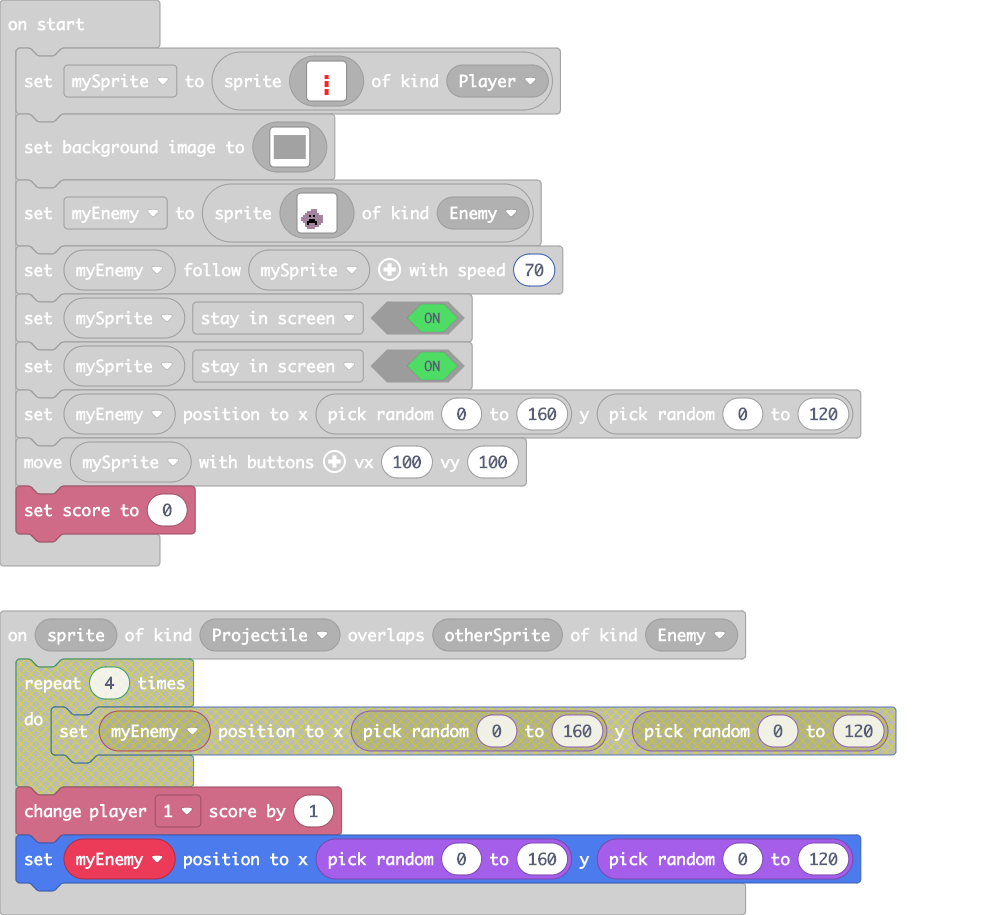 on start
set mySprite to sprite of kind Player
set background image to
set myEnemy to sprite of kind Enemy
set myEnemy follow mySprite with speed 70
set mySprite stay in screen ON
set mySprite stay in screen ON
set myEnemy position to x pick random 0 to 160 y pick random 0 to 120
move mySprite with buttons vx 100 vy 100
set score to 0
on sprite of kind Projectile overlaps otherSprite of kind Enemy
repeat 4 times
do set myEnemy position to x pick random 0 to 160 y pick random 0 to 120
change player 1 score by 1
set myEnemy position to x pick random 0 to 160 y pick random 0 to 120